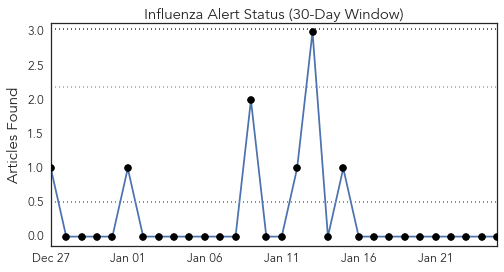 Influenza Alert Status (30-Day Window)
3.0
2.5
2.0
1.5
1.0
0.5
0.0
Articles Found
Dec 27 Jan 01 Jan 06 Jan 11 Jan 16 Jan 21